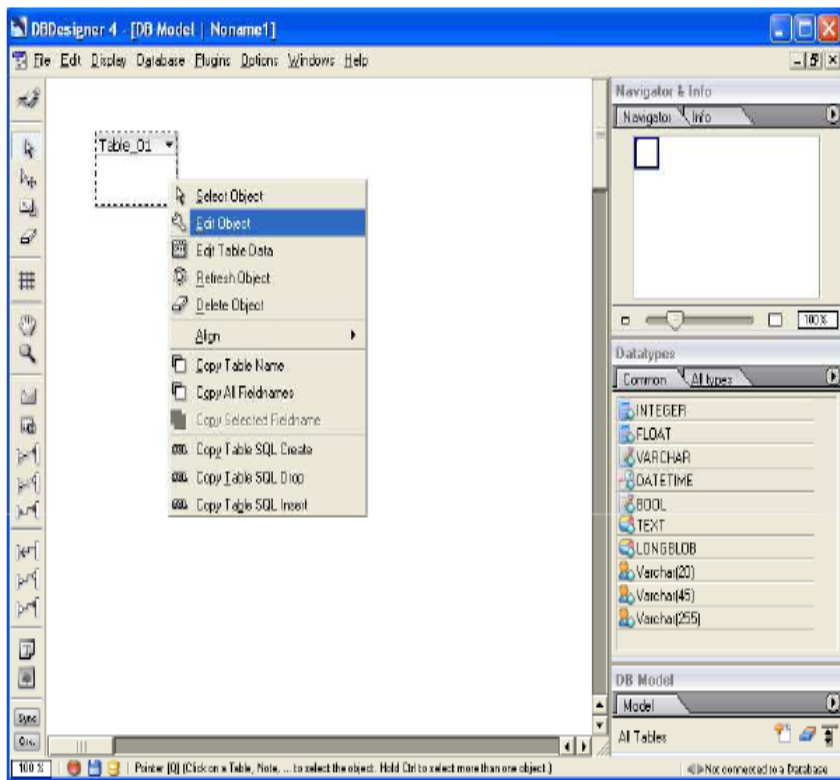 DBDesigner 4 - [DB Model | Noname1]
File Edit Display Database Plugins Options Windows Help
Table_01
Select Object
Edit Object
Edit Table Data
Refresh Object
Delete Object
Align
Copy Table Name
Copy All Fieldnames
Copy Selected Fieldname
Copy Table SQL Create
Copy Table SQL Drop
Copy Table SQL Insert
Navigator & Info
Navigator Info
100 %
Datatypes
Common All types
INTEGER
FLOAT
VARCHAR
DATETIME
BOOL
TEXT
LONGBLOB
Varchar(20)
Varchar(45)
Varchar(255)
DB Model
Model
All Tables
Sync
100 % Pointer [Q] (Click on a Table, Note, ... to select the object. Hold Ctrl to select more than one object.) Not connected to a Database